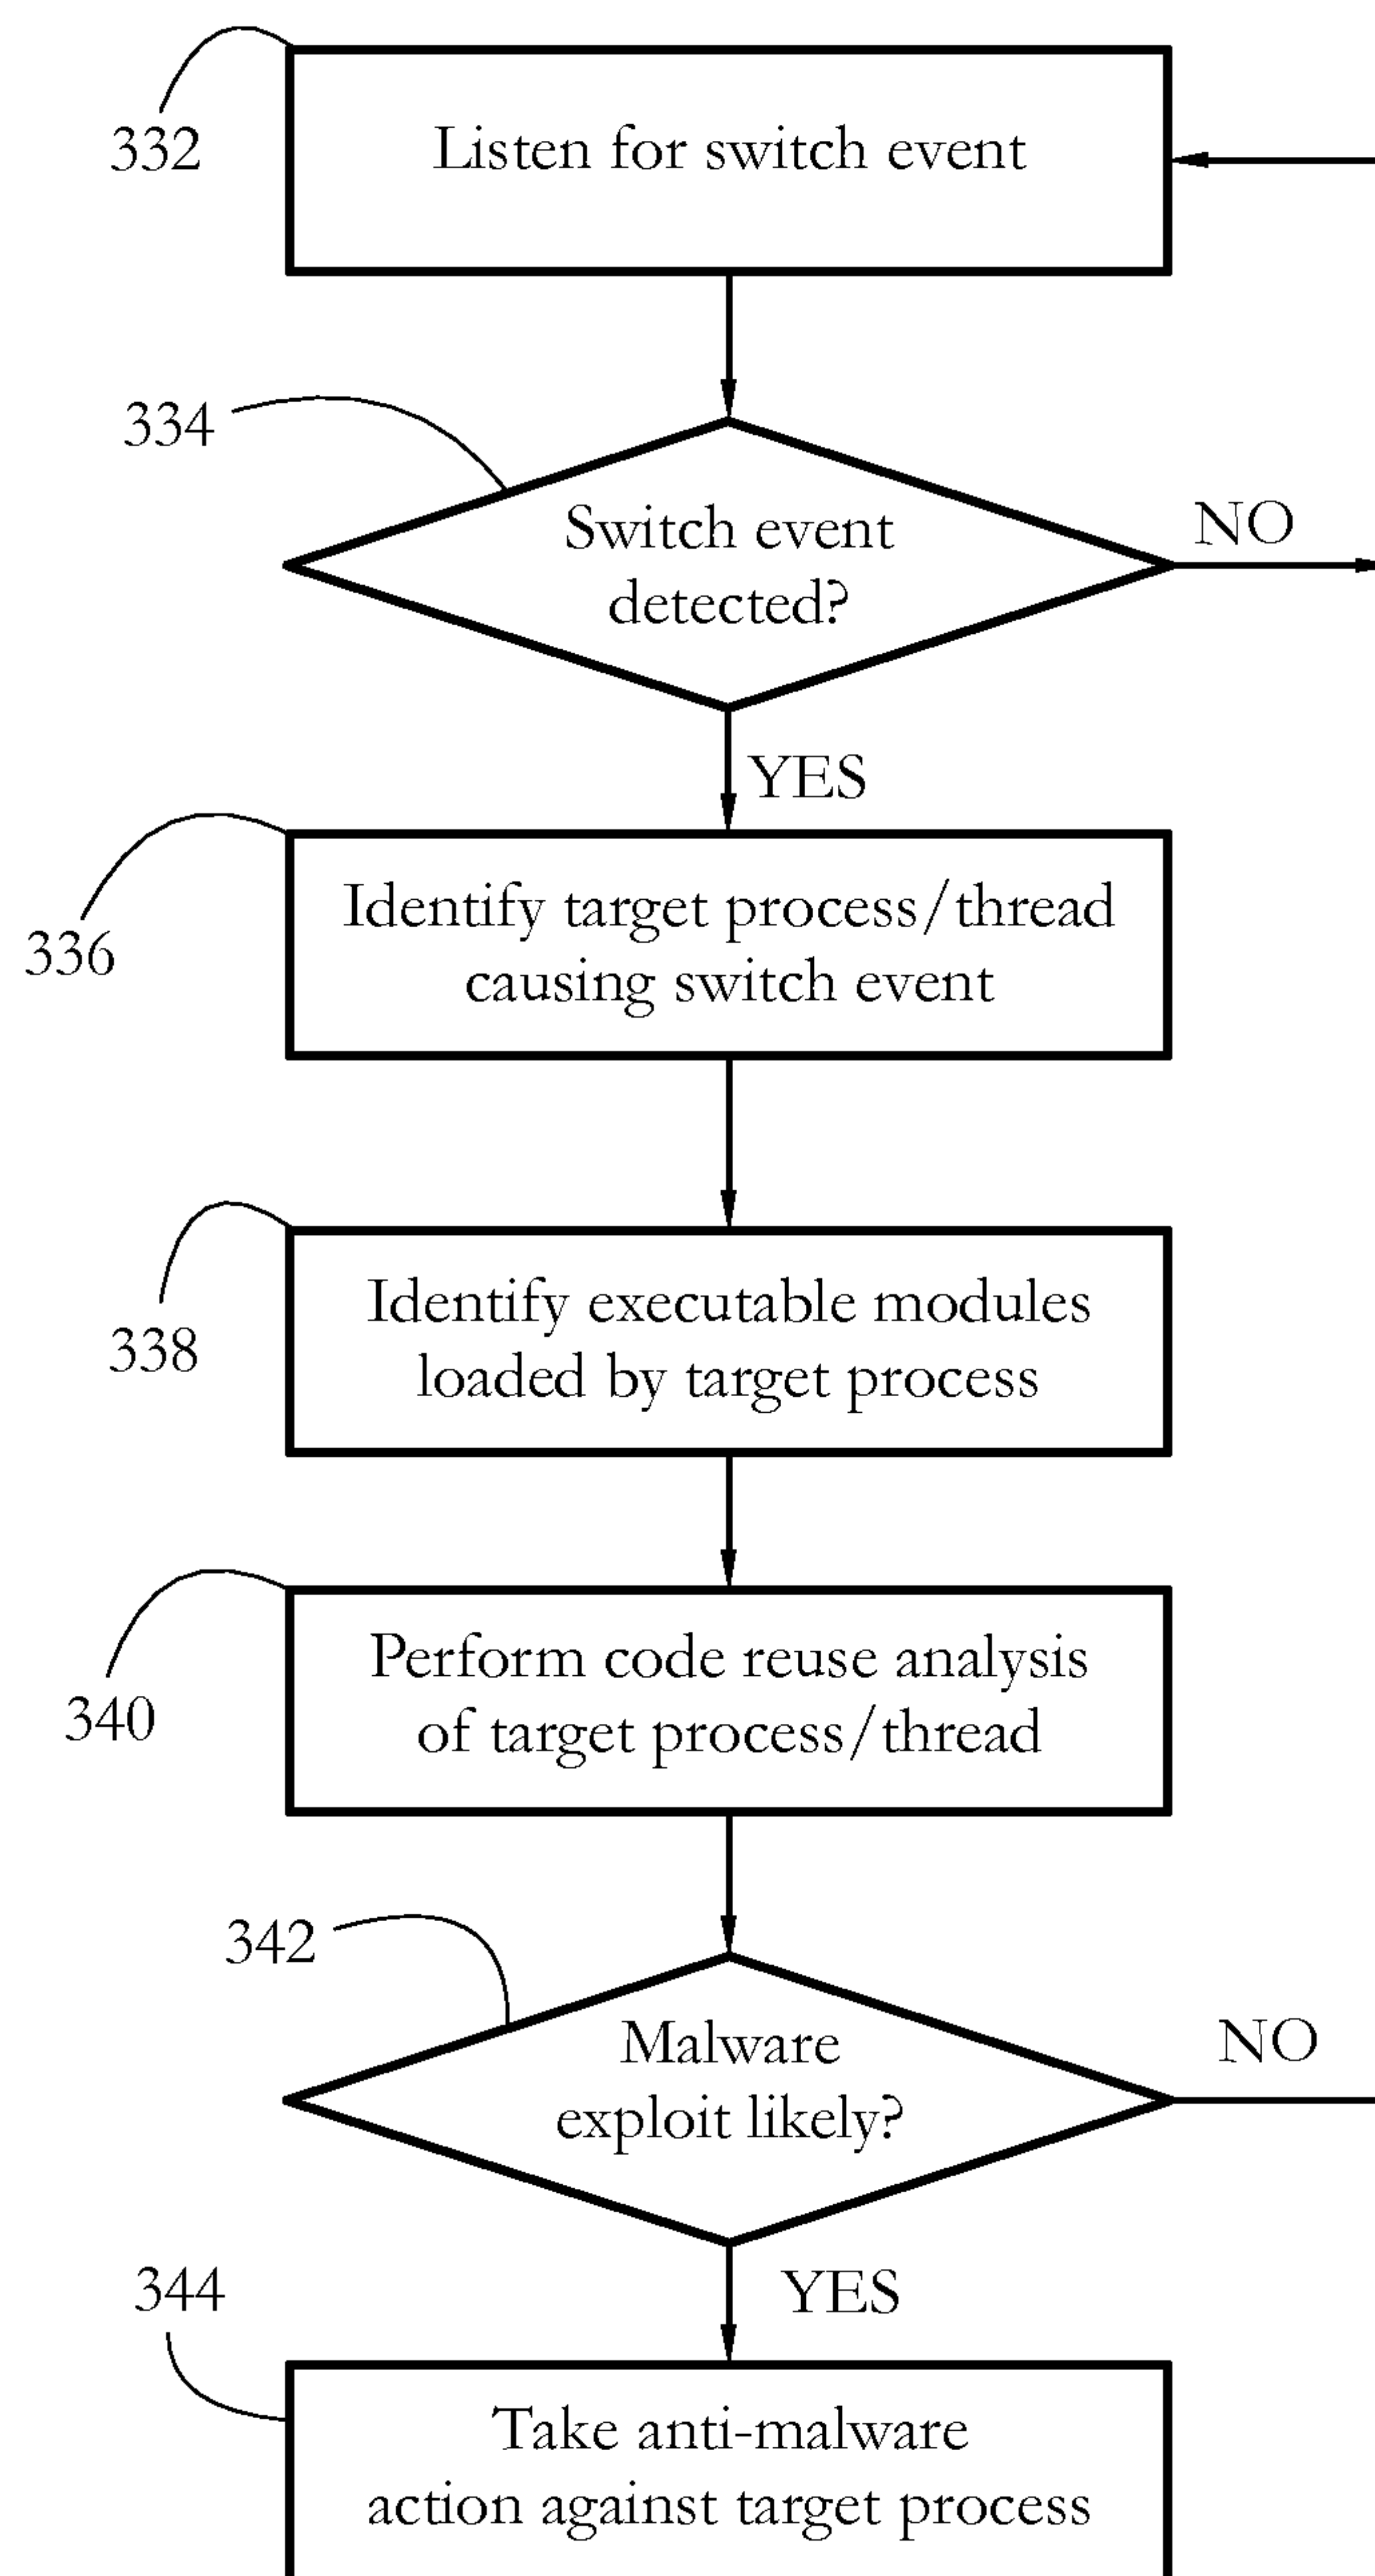 332
Listen for switch event
334
Switch event
detected?
NO
YES
336
Identify target process/thread
causing switch event
338
Identify executable modules
loaded by target process
340
Perform code reuse analysis
of target process/thread
342
Malware
exploit likely?
NO
YES
344
Take anti-malware
action against target process